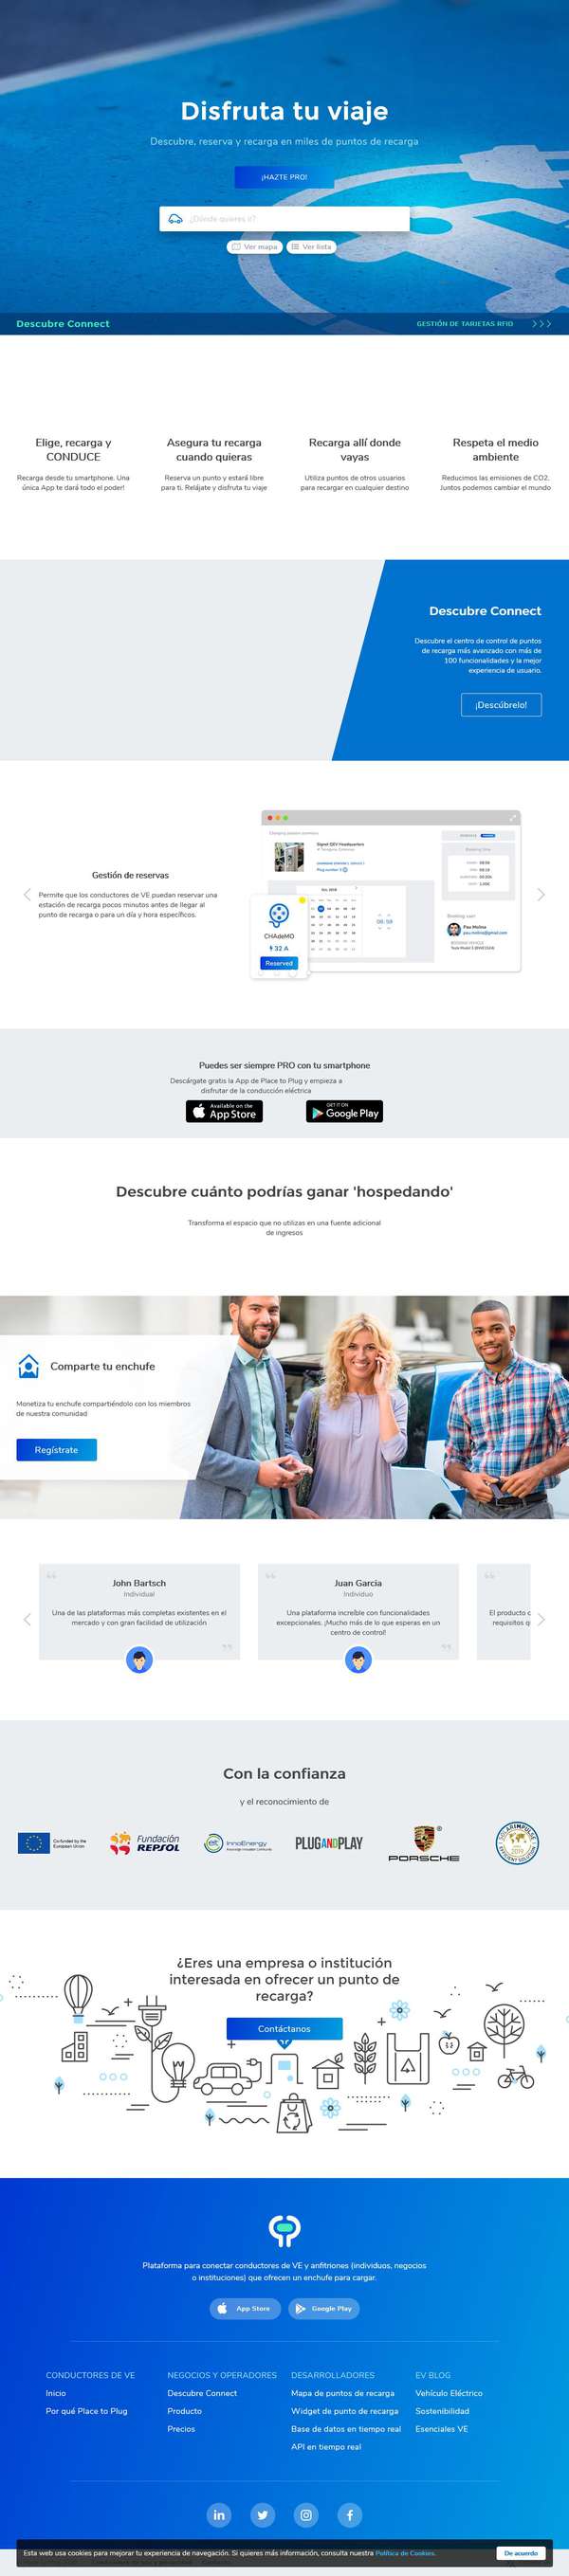 Disfruta tu viaje
Descubre, reserva y recarga en miles de puntos de recarga
¡HAZTE PRO!
¿Dónde quieres ir?
Ver mapa
Ver lista
Descubre Connect
GESTIÓN DE TARJETAS RFID
Elige, recarga y
CONDUCE
Recarga desde tu smartphone. Una
única App te dará todo el poder!
Asegura tu recarga
cuando quieras
Reserva un punto y estará libre
para ti. Relájate y disfruta tu viaje
Recarga allí donde
vayas
Utiliza puntos de otros usuarios
para recargar en cualquier destino
Respeta el medio
ambiente
Reducimos las emisiones de CO2.
Juntos podemos cambiar el mundo
Descubre Connect
Descubre el centro de control de puntos
de recarga más avanzado con más de
100 funcionalidades y la mejor
experiencia de usuario.
¡Descúbrelo!
Gestión de reservas
Permite que los conductores de VE puedan reservar una
estación de recarga pocos minutos antes de llegar al
punto de recarga o para un día y hora específicos.
CHAdeMO
32 A
Reserved
08:59
Pau Molina
Puedes ser siempre PRO con tu smartphone
Descárgate gratis la App de Place to Plug y empieza a
disfrutar de la conducción eléctrica
Available on the
App Store
GET IT ON
Google Play
Descubre cuánto podrías ganar 'hospedando'
Transforma el espacio que no utilizas en una fuente adicional
de ingresos
Comparte tu enchufe
Monetiza tu enchufe compartiéndolo con los miembros
de nuestra comunidad
Regístrate
John Bartsch
Individual
Una de las plataformas más completas existentes en el
mercado y con gran facilidad de utilización
Juan Garcia
Individuo
Una plataforma increíble con funcionalidades
excepcionales. ¡Mucho más de lo que esperas en un
centro de control!
El producto c
requisitos q
Con la confianza
y el reconocimiento de
Co-funded by the
European Union
Fundación
REPSOL
eit
InnoEnergy
PLUGANDPLAY
PORSCHE
SOLARIMPULSE
EFFICIENT SOLUTION
¿Eres una empresa o institución
interesada en ofrecer un punto de
recarga?
Contáctanos
Plataforma para conectar conductores de VE y anfitriones (individuos, negocios
o instituciones) que ofrecen un enchufe para cargar.
App Store
Google Play
CONDUCTORES DE VE
Inicio
Por qué Place to Plug
NEGOCIOS Y OPERADORES
Descubre Connect
Producto
Precios
DESARROLLADORES
Mapa de puntos de recarga
Widget de punto de recarga
Base de datos en tiempo real
API en tiempo real
EV BLOG
Vehículo Eléctrico
Sostenibilidad
Esenciales VE
Esta web usa cookies para mejorar tu experiencia de navegación. Si quieres más información, consulta nuestra Política de Cookies.
De acuerdo